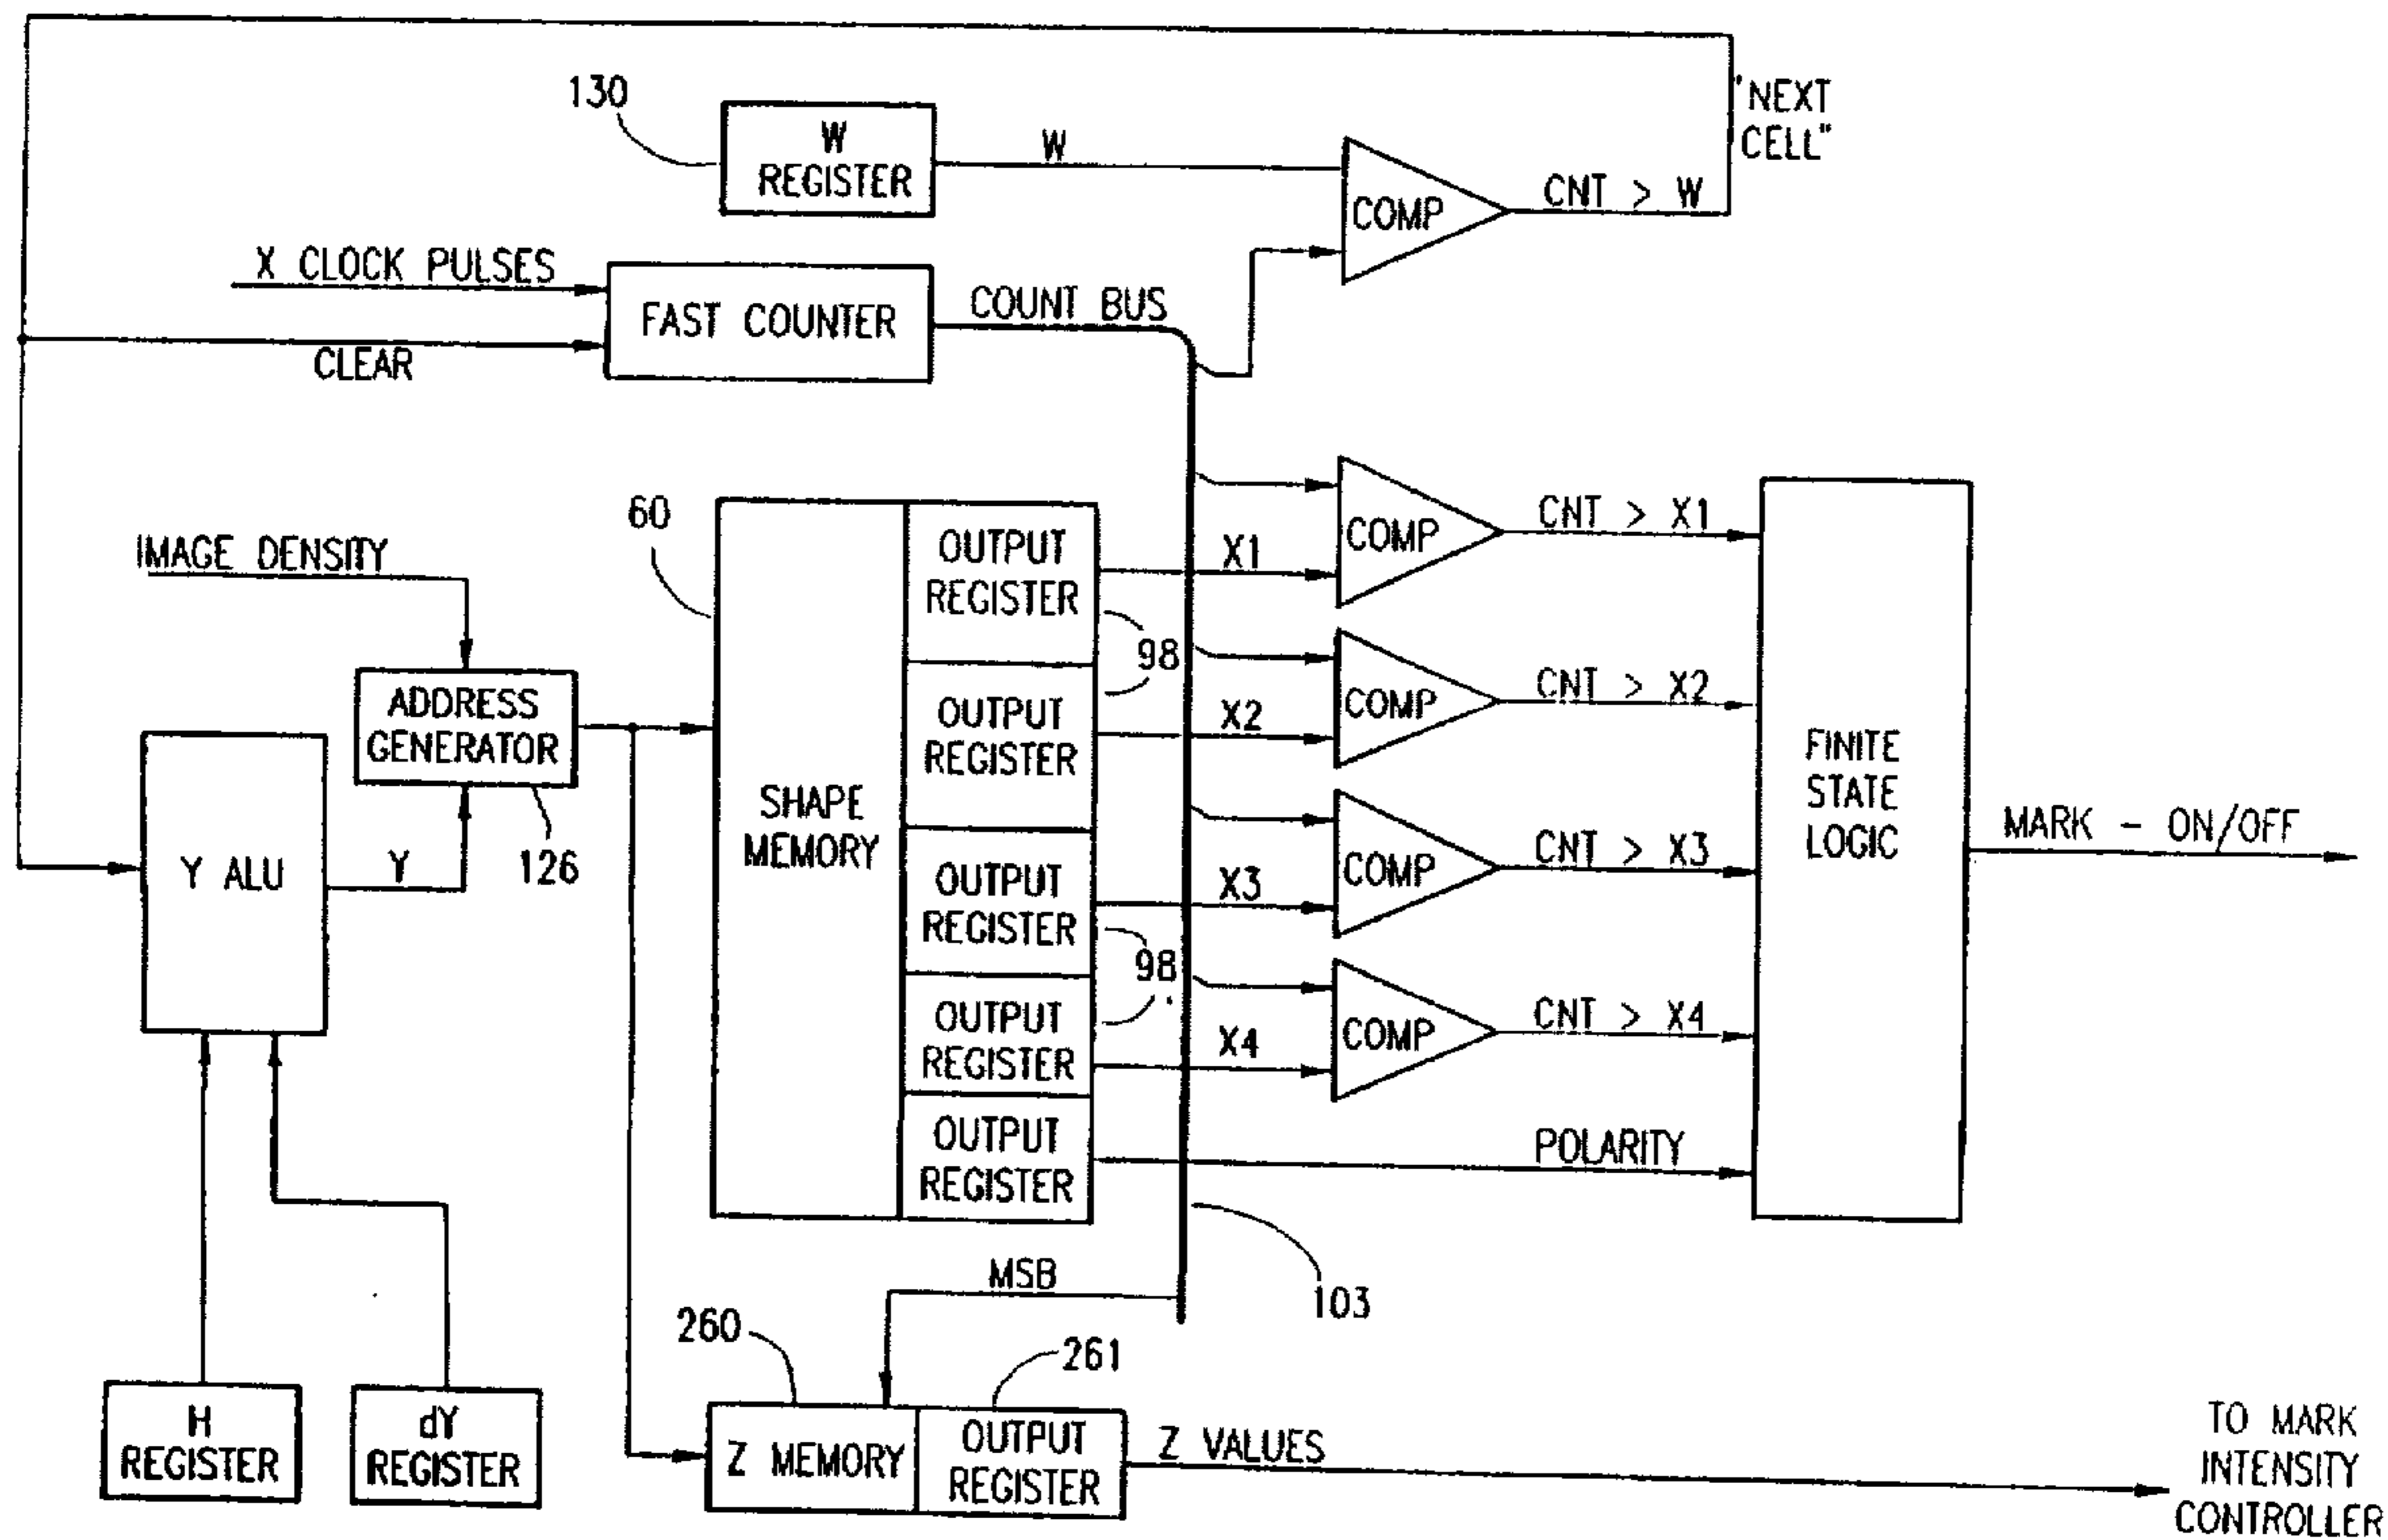 130
W
REGISTER
W
COMP
CNT > W
"NEXT
CELL"
X CLOCK PULSES
CLEAR
FAST COUNTER
COUNT BUS
IMAGE DENSITY
ADDRESS
GENERATOR
126
Y ALU
Y
60
SHAPE
MEMORY
OUTPUT
REGISTER
OUTPUT
REGISTER
OUTPUT
REGISTER
OUTPUT
REGISTER
OUTPUT
REGISTER
98
98
X1
COMP
CNT > X1
X2
COMP
CNT > X2
X3
COMP
CNT > X3
X4
COMP
CNT > X4
POLARITY
FINITE
STATE
LOGIC
MARK - ON/OFF
MSB
103
H
REGISTER
dY
REGISTER
260
261
Z MEMORY
OUTPUT
REGISTER
Z VALUES
TO MARK
INTENSITY
CONTROLLER